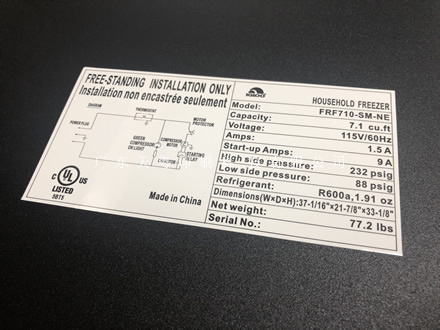 FREE-STANDING INSTALLATION ONLY
Installation non encastrée seulement
DIAGRAM
THERMOSTAT
POWER PLUG
MOTOR
PROTECTOR
GREEN
COMPRESSOR
ON LIGHT
COMPRESSOR
MOTOR
STARTING
RELAY
C UL US
LISTED
5B75
Made in China
IGLOO
HOUSEHOLD FREEZER
Model: FRF710-SM-NE
Capacity: 7.1 cu.ft
Voltage: 115V/60Hz
Amps: 1.5 A
Start-up Amps: 9 A
High side pressure: 232 psig
Low side pressure: 88 psig
Refrigerant: R600a,1.91 oz
Dimensions(W×D×H):37-1/16"×21-7/8"×33-1/8"
Net weight: 77.2 lbs
Serial No.: